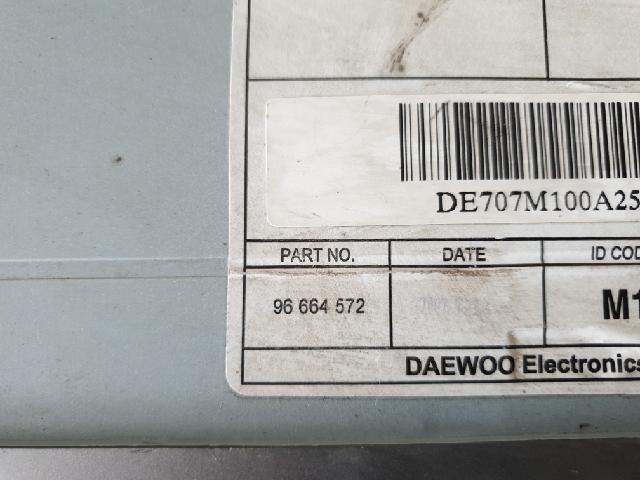 DE707M100A25
PART NO. DATE ID COD
96 664 572 M1
DAEWOO Electronics